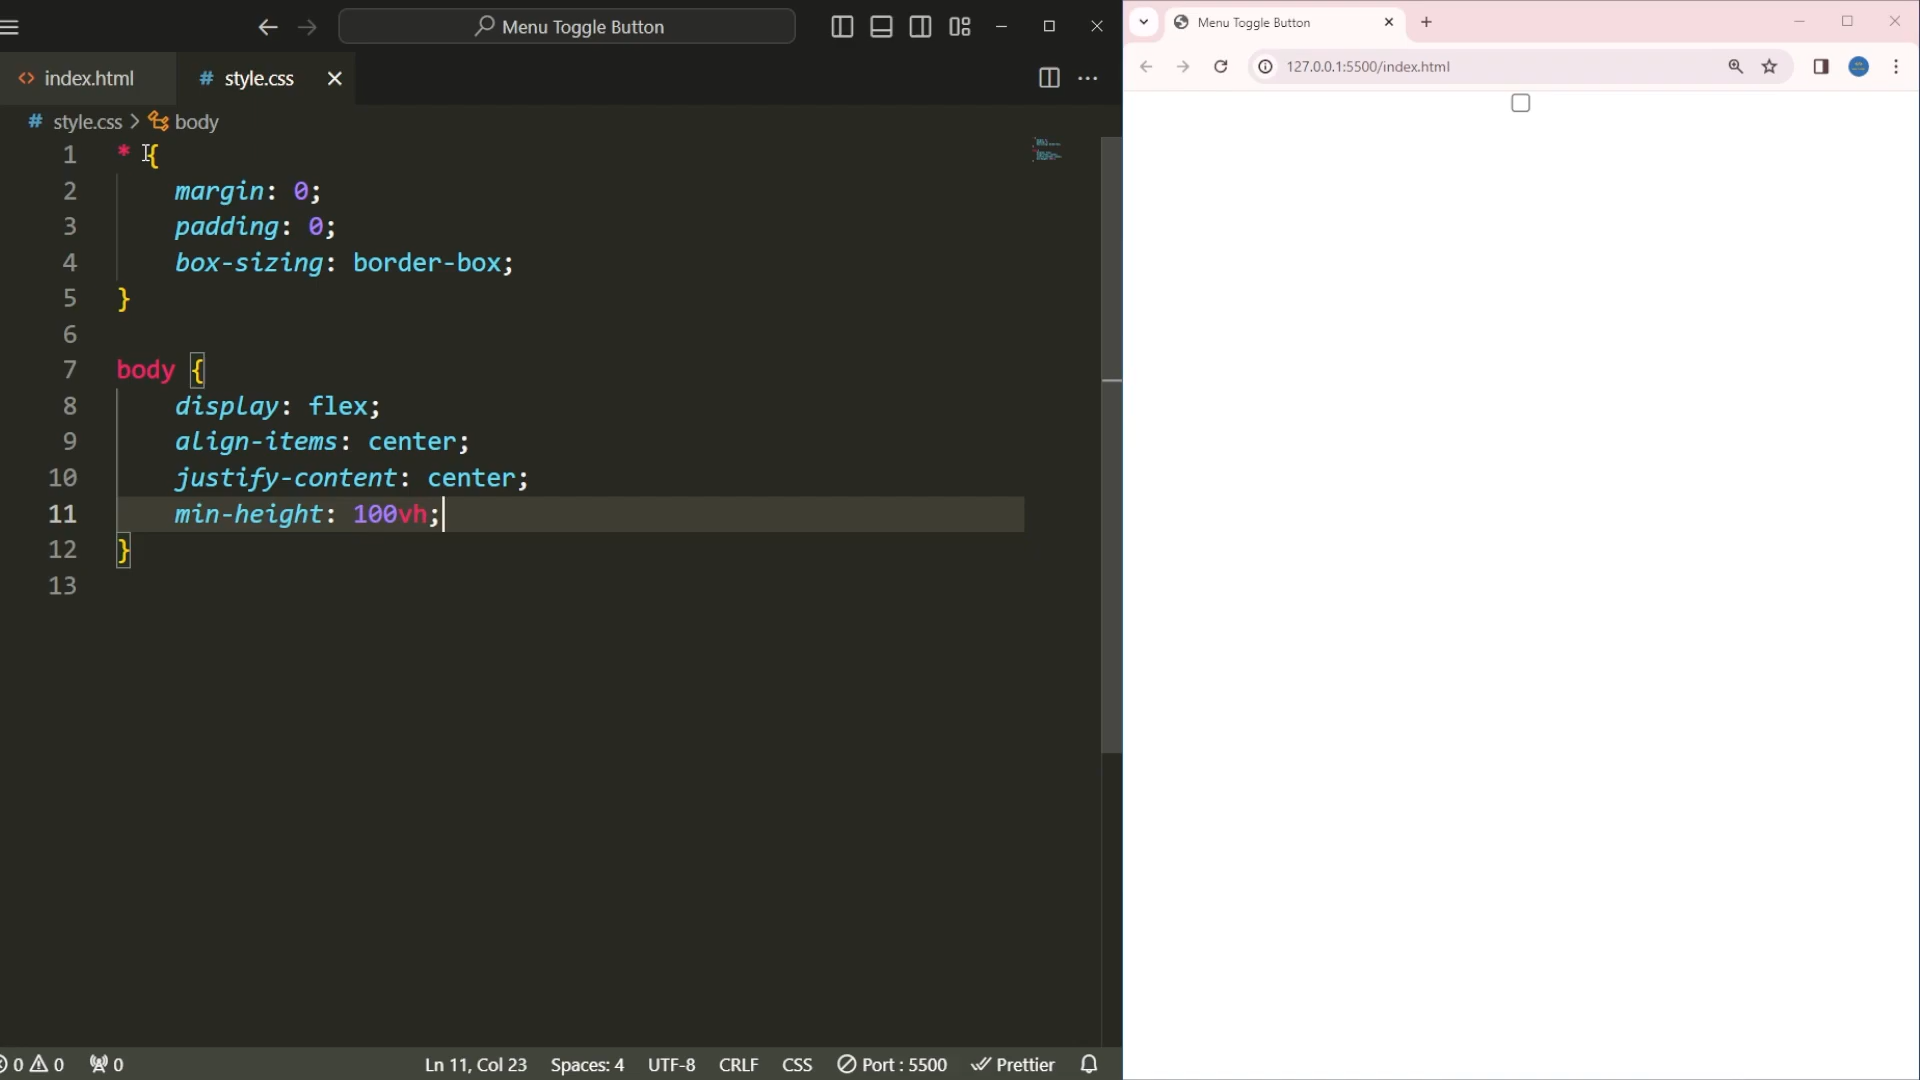 Menu Toggle Button
index.html
# style.css
# style.css > body
1 * {
2 margin: 0;
3 padding: 0;
4 box-sizing: border-box;
5 }
6
7 body {
8 display: flex;
9 align-items: center;
10 justify-content: center;
11 min-height: 100vh;
12 }
13
0 0 0 Ln 11, Col 23 Spaces: 4 UTF-8 CRLF CSS Port : 5500 Prettier
Menu Toggle Button
127.0.0.1:5500/index.html